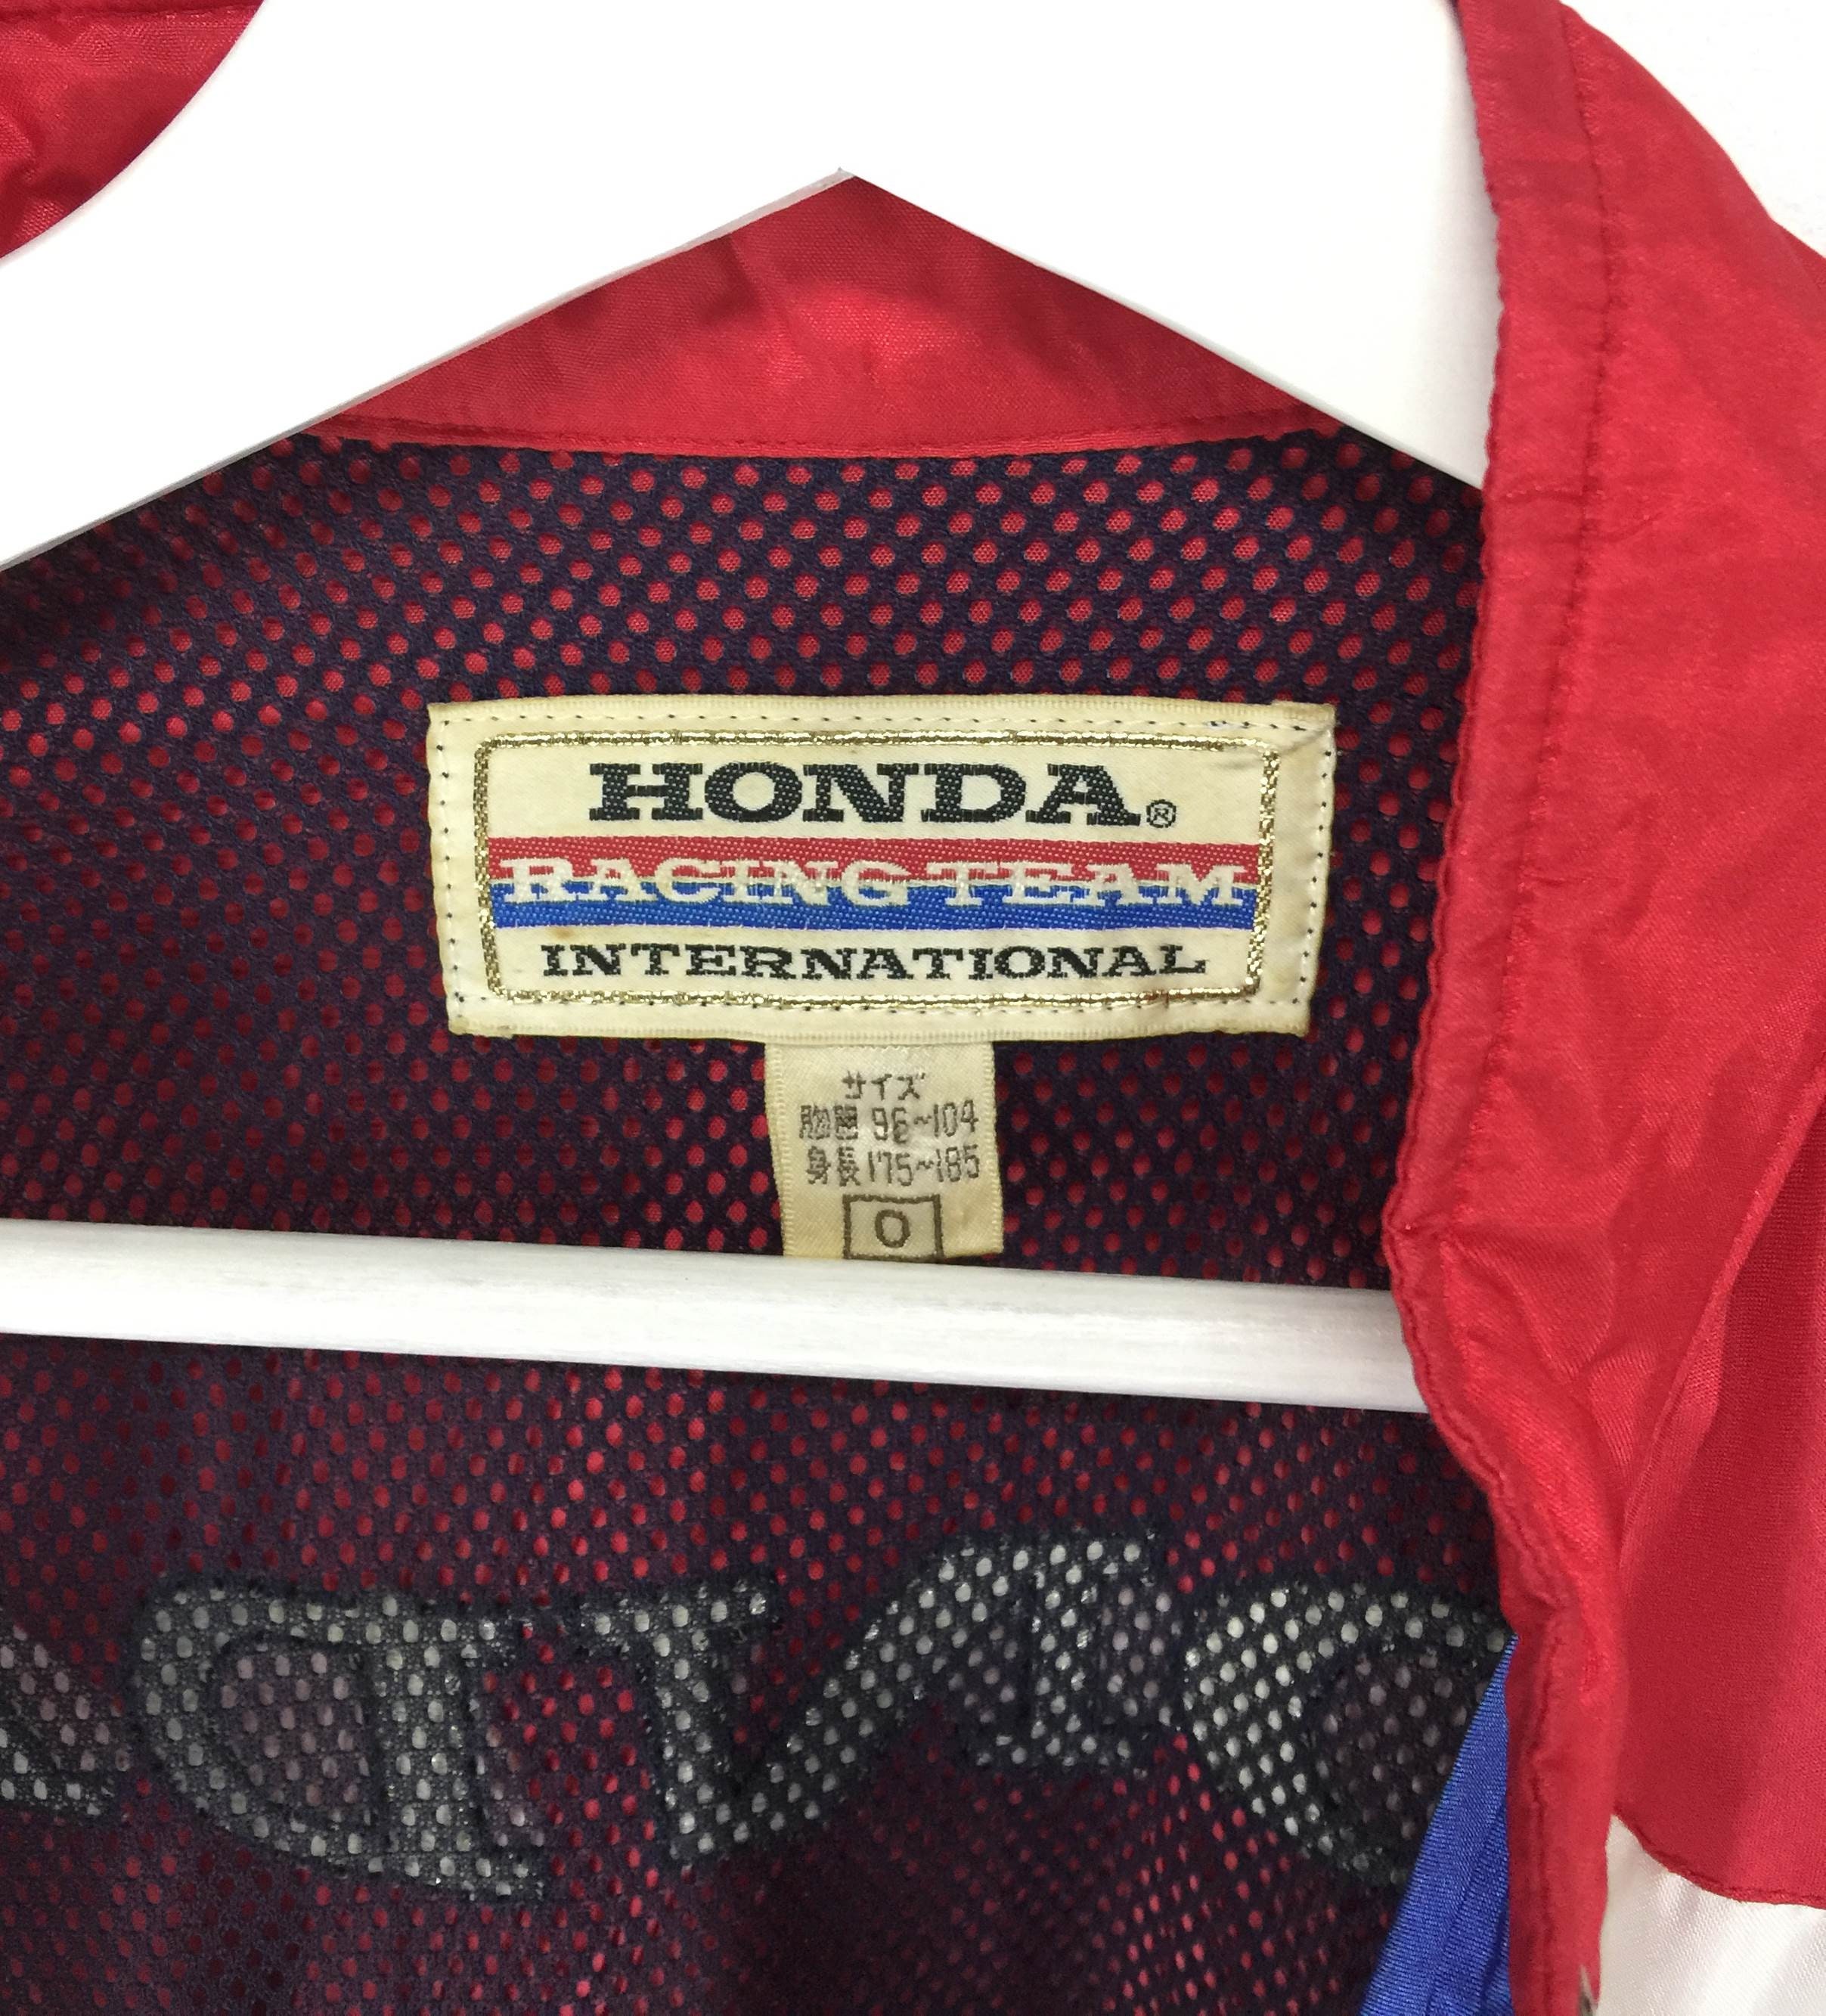 HONDA®
RACING TEAM
INTERNATIONAL
サイズ
胸囲 96~104
身長 175~185
O